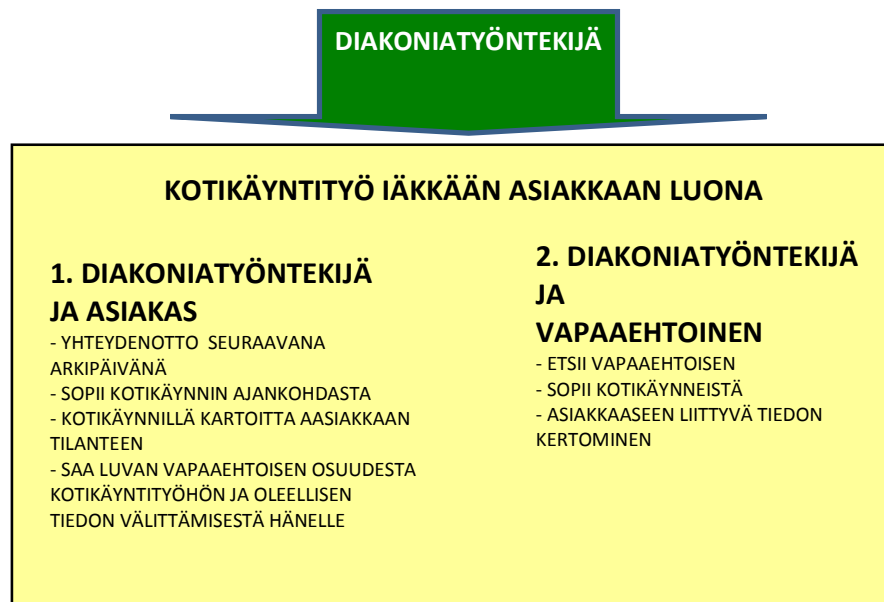 DIAKONIATYÖNTEKIJÄ
KOTIKÄYNTITYÖ IÄKKÄÄN ASIAKKAAN LUONA
1. DIAKONIATYÖNTEKIJÄ
JA ASIAKAS
- YHTEYDENOTTO SEURAAVANA
ARKIPÄIVÄNÄ
- SOPII KOTIKÄYNNIN AJANKOHDASTA
- KOTIKÄYNNILLÄ KARTOITTA AASIAKKAAN
TILANTEEN
- SAA LUVAN VAPAAEHTOISEN OSUUDESTA
KOTIKÄYNTITYÖHÖN JA OLEELLISEN
TIEDON VÄLITTÄMISESTÄ HÄNELLE
2. DIAKONIATYÖNTEKIJÄ
JA
VAPAAEHTOINEN
- ETSII VAPAAEHTOISEN
- SOPII KOTIKÄYNNEISTÄ
- ASIAKKAASEEN LIITTYVÄ TIEDON
KERTOMINEN